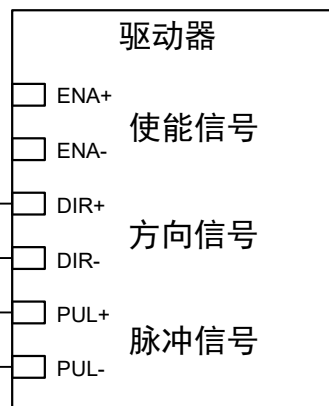 驱动器
ENA+
使能信号
ENA-
DIR+
方向信号
DIR-
PUL+
脉冲信号
PUL-